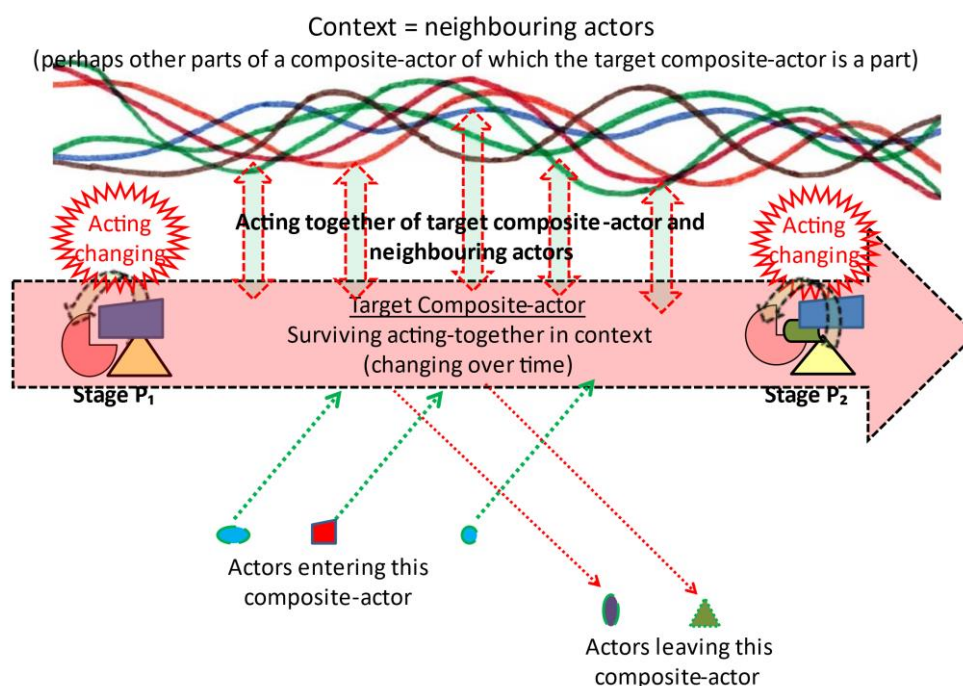 Context = neighbouring actors
(perhaps other parts of a composite-actor of which the target composite-actor is a part)
Acting
changing
Acting together of target composite-actor and
neighbouring actors
Acting
changing
Target Composite-actor
Surviving acting-together in context
(changing over time)
Stage P₁
Stage P₂
Actors entering this
composite-actor
Actors leaving this
composite-actor